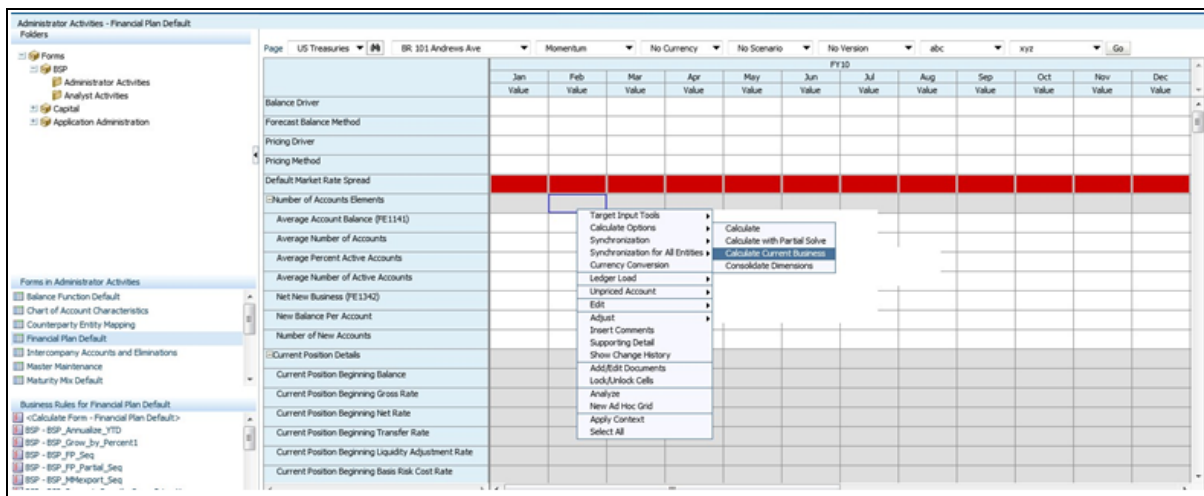 Administrator Activities - Financial Plan Default
Folders
Forms
BSP
Administrator Activities
Analyst Activities
Capital
Application Administration
Forms in Administrator Activities
Balance Function Default
Chart of Account Characteristics
Counterparty Entity Mapping
Financial Plan Default
Intercompany Accounts and Eliminations
Master Maintenance
Maturity Mix Default
Business Rules for Financial Plan Default
<Calculate Form - Financial Plan Default>
BSP - BSP_Annualize_YTD
BSP - BSP_Grow_by_Percent1
BSP - BSP_FP_Seq
BSP - BSP_FP_Partial_Seq
BSP - BSP_MMexport_Seq
Page US Treasuries BR 101 Andrews Ave Momentum No Currency No Scenario No Version abc xyz Go
FY10
Jan Feb Mar Apr May Jun Jul Aug Sep Oct Nov Dec
Value Value Value Value Value Value Value Value Value Value Value Value
Balance Driver
Forecast Balance Method
Pricing Driver
Pricing Method
Default Market Rate Spread
Number of Accounts Elements
Average Account Balance (FE1141)
Average Number of Accounts
Average Percent Active Accounts
Average Number of Active Accounts
Net New Business (FE1342)
New Balance Per Account
Number of New Accounts
Current Position Details
Current Position Beginning Balance
Current Position Beginning Gross Rate
Current Position Beginning Net Rate
Current Position Beginning Transfer Rate
Current Position Beginning Liquidity Adjustment Rate
Current Position Beginning Basis Risk Cost Rate
Target Input Tools
Calculate Options
Synchronization
Synchronization for All Entities
Currency Conversion
Ledger Load
Unpriced Account
Edit
Adjust
Insert Comments
Supporting Detail
Show Change History
Add/Edit Documents
Lock/Unlock Cells
Analyze
New Ad Hoc Grid
Apply Context
Select All
Calculate
Calculate with Partial Solve
Calculate Current Business
Consolidate Dimensions